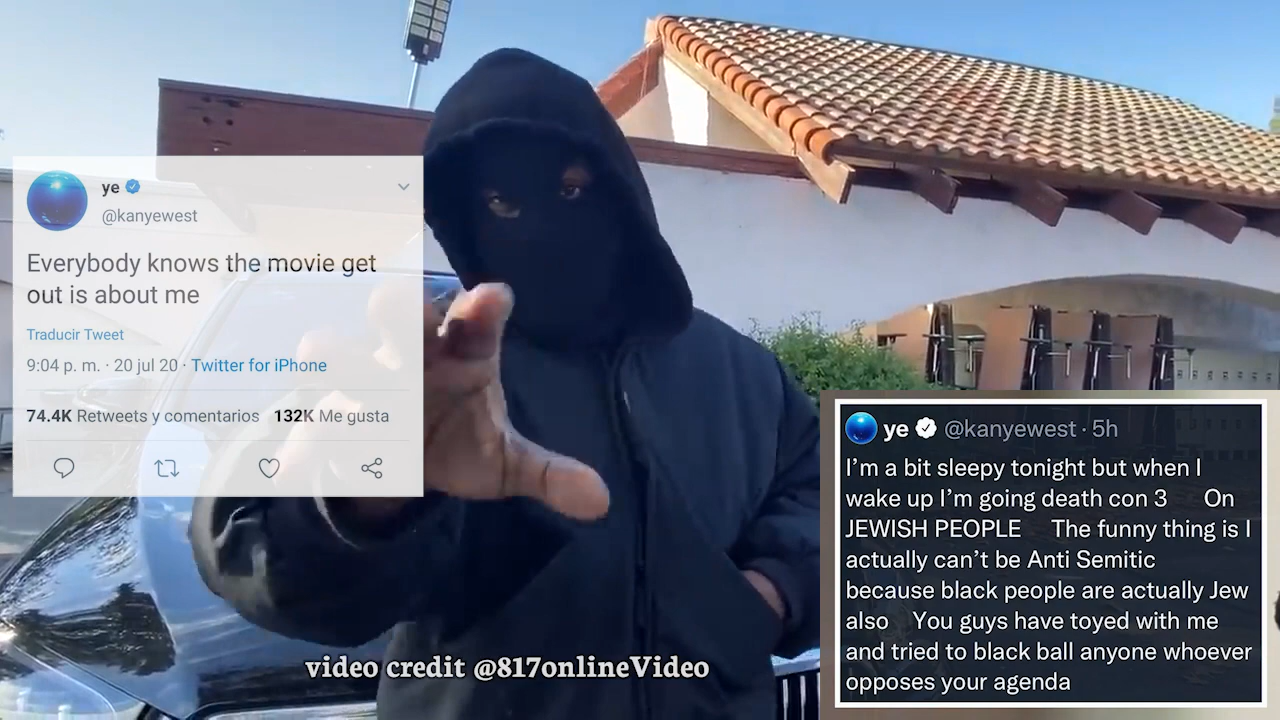 ye
@kanyewest
Everybody knows the movie get
out is about me
Traducir Tweet
9:04 p. m. · 20 jul 20 · Twitter for iPhone
74.4K Retweets y comentarios 132K Me gusta
ye @kanyewest · 5h
I'm a bit sleepy tonight but when I
wake up I'm going death con 3 On
JEWISH PEOPLE The funny thing is I
actually can't be Anti Semitic
because black people are actually Jew
also You guys have toyed with me
and tried to black ball anyone whoever
opposes your agenda
video credit @817onlineVideo